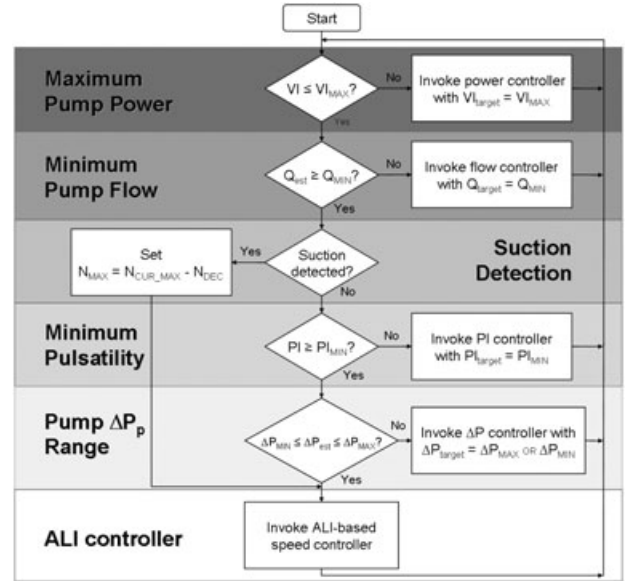 Start
Maximum
Pump Power
VI ≤ VI_MAX?
No
Invoke power controller
with VI_target = VI_MAX
Yes
Minimum
Pump Flow
Q_est ≥ Q_MIN?
No
Invoke flow controller
with Q_target = Q_MIN
Yes
Set
N_MAX = N_CUR_MAX - N_DEC
Yes
Suction
detected?
Suction
Detection
No
Minimum
Pulsatility
PI ≥ PI_MIN?
No
Invoke PI controller
with PI_target = PI_MIN
Yes
Pump ΔP_p
Range
ΔP_MIN ≤ ΔP_est ≤ ΔP_MAX?
No
Invoke ΔP controller with
ΔP_target = ΔP_MAX OR ΔP_MIN
Yes
ALI controller
Invoke ALI-based
speed controller